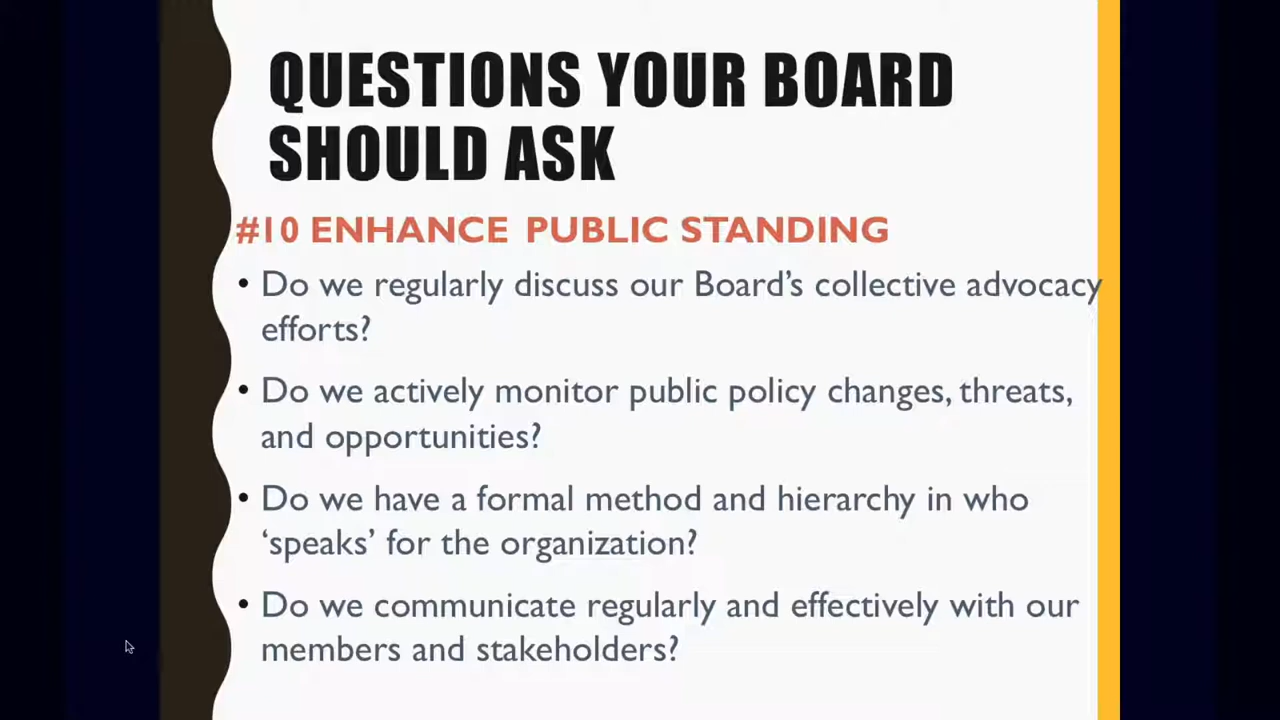 QUESTIONS YOUR BOARD
SHOULD ASK
#10 ENHANCE PUBLIC STANDING
• Do we regularly discuss our Board’s collective advocacy
efforts?
• Do we actively monitor public policy changes, threats,
and opportunities?
• Do we have a formal method and hierarchy in who
‘speaks’ for the organization?
• Do we communicate regularly and effectively with our
members and stakeholders?